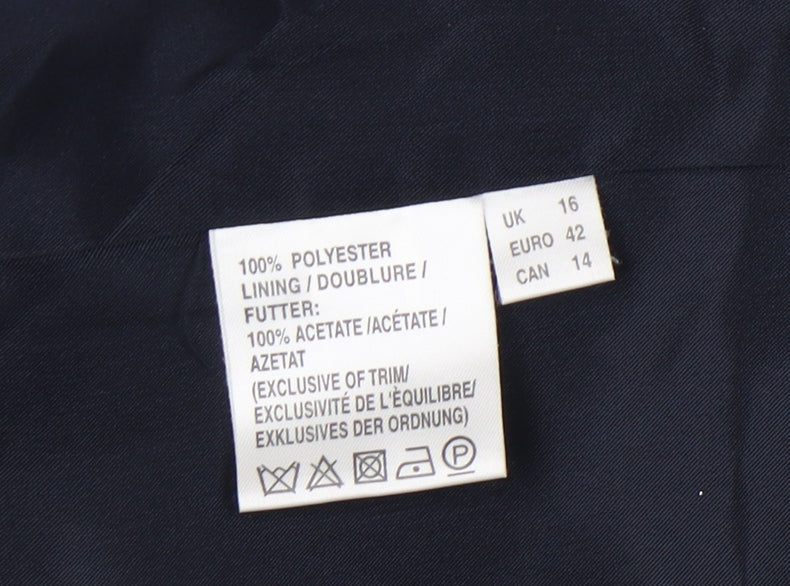 100% POLYESTER
LINING / DOUBLURE /
FUTTER:
100% ACETATE /ACÉTATE /
AZETAT
(EXCLUSIVE OF TRIM/
EXCLUSIVITÉ DE L'ÈQUILIBRE/
EXKLUSIVES DER ORDNUNG)
P
UK 16
EURO 42
CAN 14